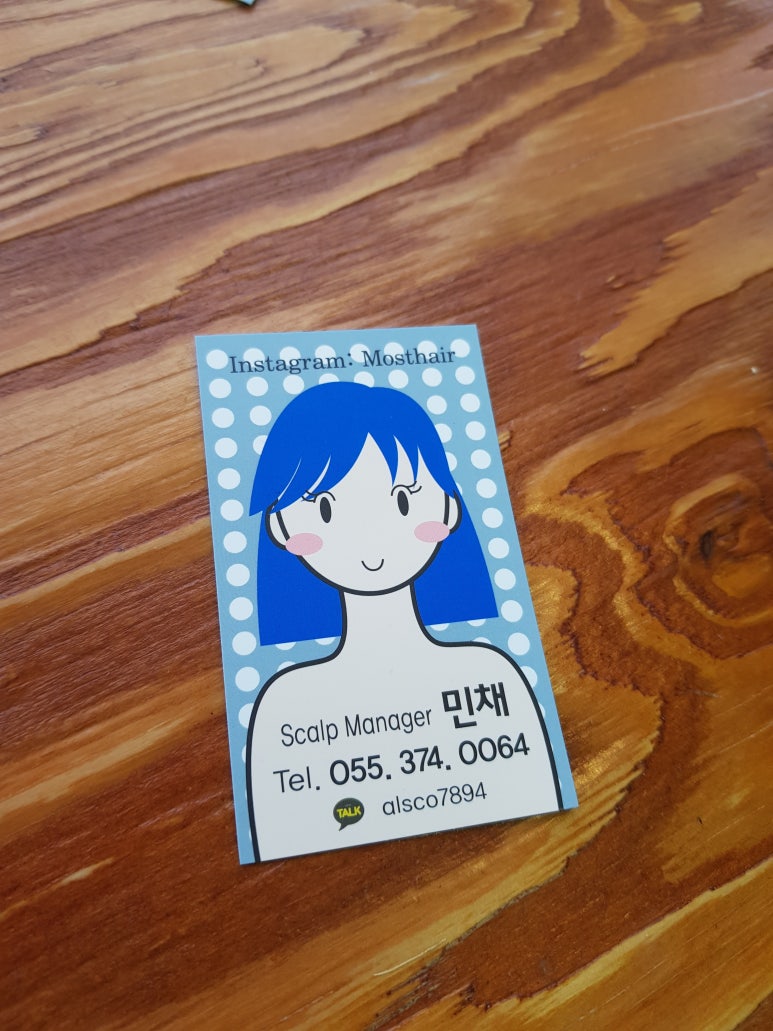 Instagram: Mosthair
Scalp Manager 민채
Tel. 055. 374. 0064
TALK alsco7894